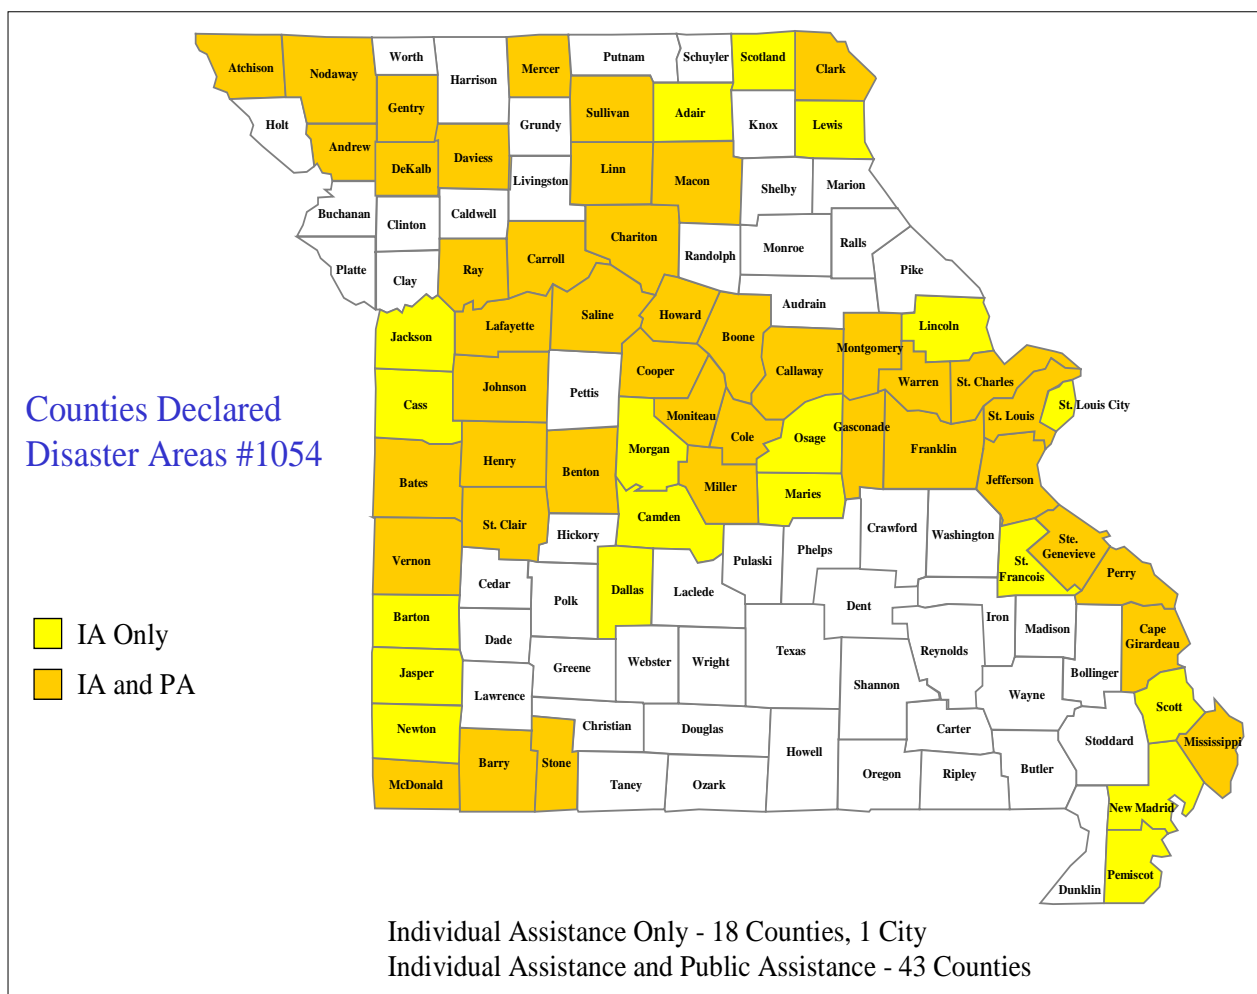 Worth
Putnam
Schuyler
Scotland
Atchison
Nodaway
Harrison
Mercer
Clark
Gentry
Sullivan
Adair
Holt
Grundy
Knox
Lewis
Andrew
DeKalb
Daviess
Linn
Macon
Livingston
Shelby
Marion
Buchanan
Clinton
Caldwell
Chariton
Ralls
Monroe
Randolph
Platte
Clay
Ray
Carroll
Pike
Audrain
Jackson
Lafayette
Saline
Howard
Boone
Lincoln
Montgomery
Cooper
Callaway
Warren
St. Charles
Johnson
Pettis
Cass
Moniteau
St. Louis
St. Louis City
Counties Declared
Disaster Areas #1054
Cole
Osage
Gasconade
Morgan
Franklin
Henry
Benton
Bates
Miller
Maries
Jefferson
Camden
St. Clair
Hickory
Crawford
Washington
Ste.
Genevieve
Vernon
Pulaski
Phelps
St.
Francois
Perry
Cedar
Polk
Dallas
Laclede
Dent
Barton
Iron
Madison
Cape
Girardeau
IA Only
Dade
Greene
Webster
Wright
Texas
Reynolds
Jasper
Bollinger
IA and PA
Lawrence
Shannon
Wayne
Scott
Newton
Christian
Douglas
Carter
Stoddard
Mississippi
Howell
Barry
Stone
Butler
McDonald
Taney
Ozark
Oregon
Ripley
New Madrid
Pemiscot
Dunklin
Individual Assistance Only - 18 Counties, 1 City
Individual Assistance and Public Assistance - 43 Counties